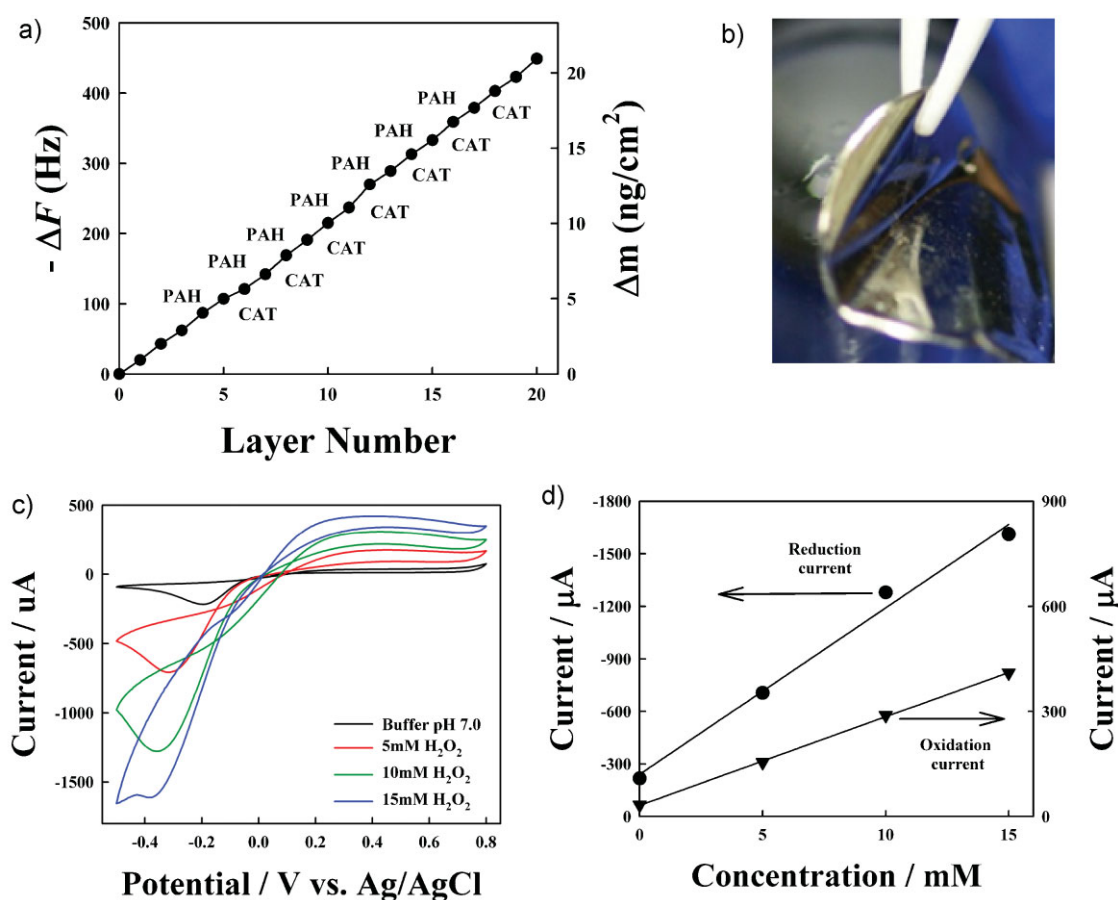 a)
500
400
300
200
100
0
- ΔF (Hz)
20
15
10
5
0
Δm (ng/cm²)
PAH
PAH
PAH
PAH
PAH
PAH
PAH
CAT
CAT
CAT
CAT
CAT
CAT
CAT
0 5 10 15 20
Layer Number
b)
c)
500
0
-500
-1000
-1500
Current / uA
Buffer pH 7.0
5mM H₂O₂
10mM H₂O₂
15mM H₂O₂
-0.4 -0.2 0.0 0.2 0.4 0.6 0.8
Potential / V vs. Ag/AgCl
d)
-1800
-1500
-1200
-900
-600
-300
0
Current / µA
900
600
300
0
Current / µA
Reduction
current
Oxidation
current
0 5 10 15
Concentration / mM